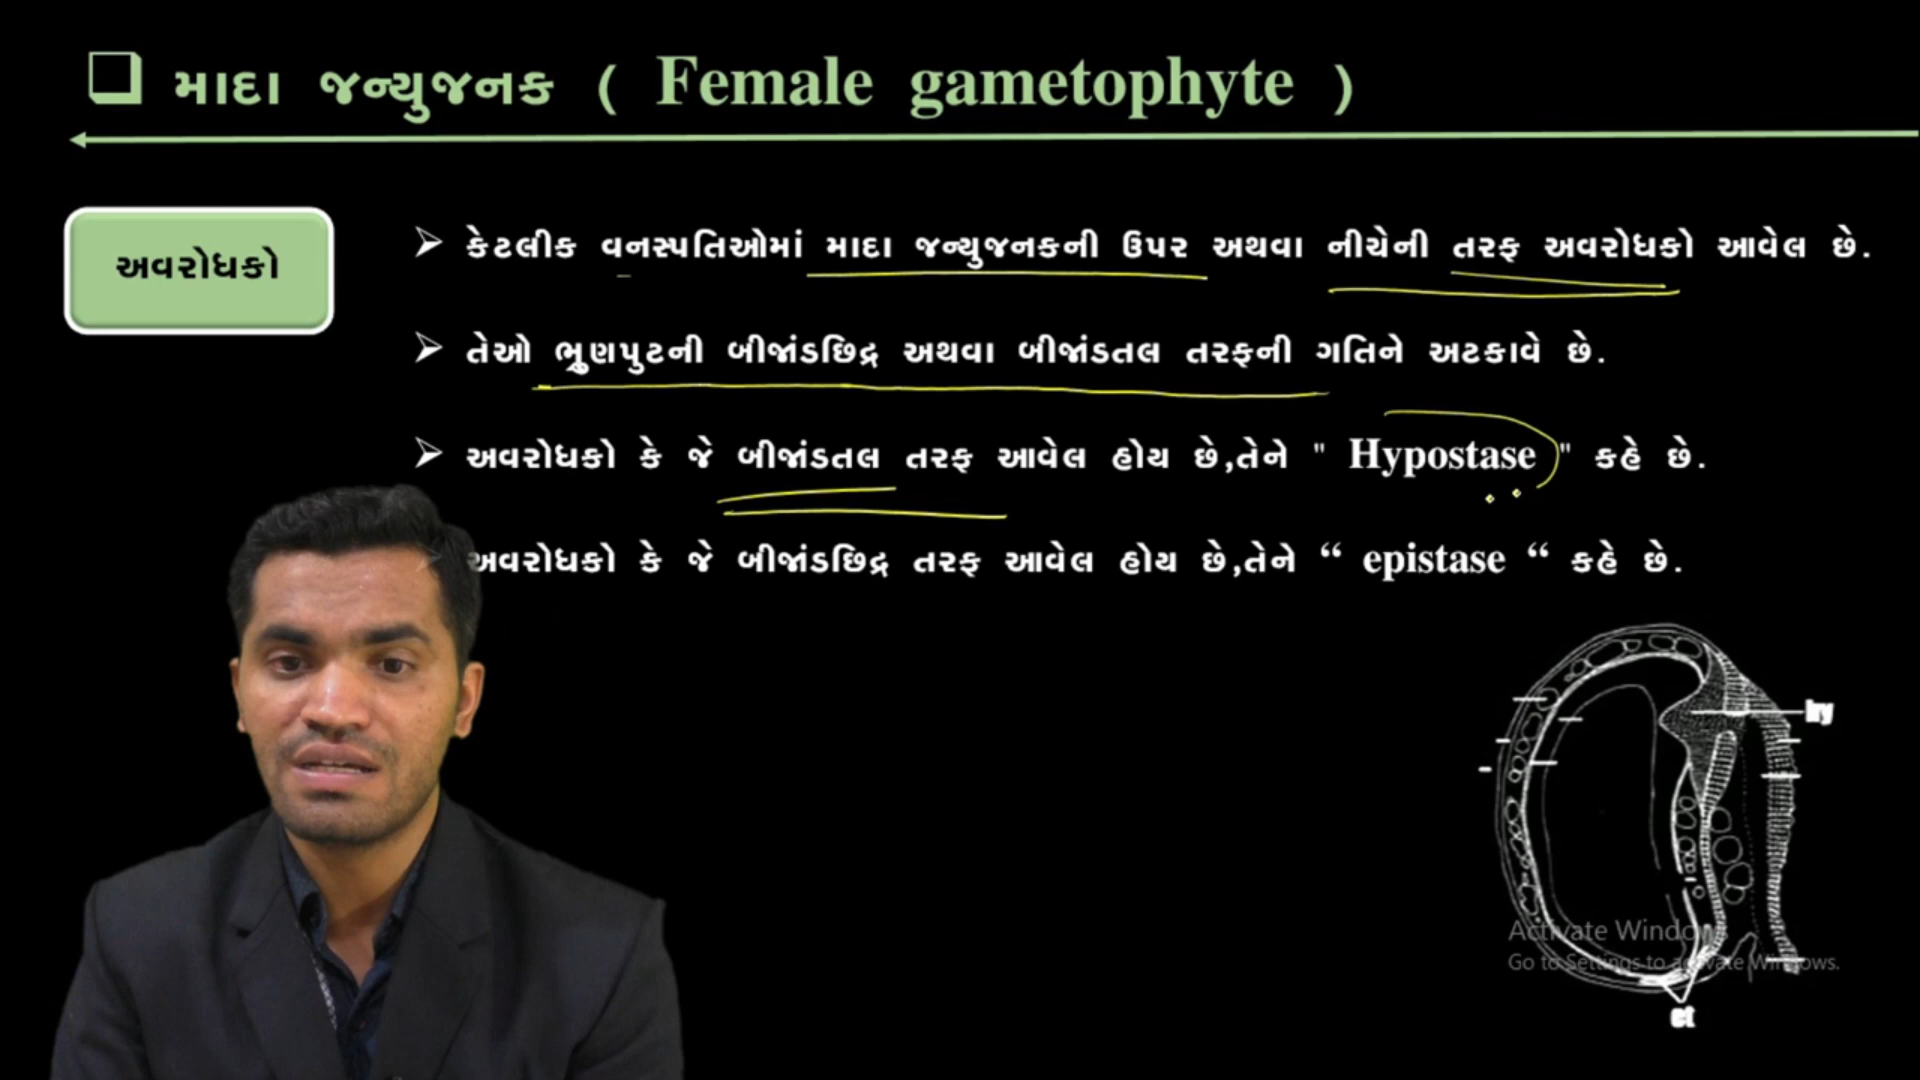 માદા જન્યુજનક ( Female gametophyte )
અવરોધકો
કેટલીક વનસ્પતિઓમાં માદા જન્યુજનકની ઉપર અથવા નીચેની તરફ અવરોધકો આવેલ છે.
તેઓ ભ્રુણપુટની બીજાંડછિદ્ર અથવા બીજાંડતલ તરફની ગતિને અટકાવે છે.
અવરોધકો કે જે બીજાંડતલ તરફ આવેલ હોય છે,તેને " Hypostase " કહે છે.
અવરોધકો કે જે બીજાંડછિદ્ર તરફ આવેલ હોય છે,તેને “ epistase “ કહે છે.
hy
Activate Windows
Go to Settings to activate Windows.
et